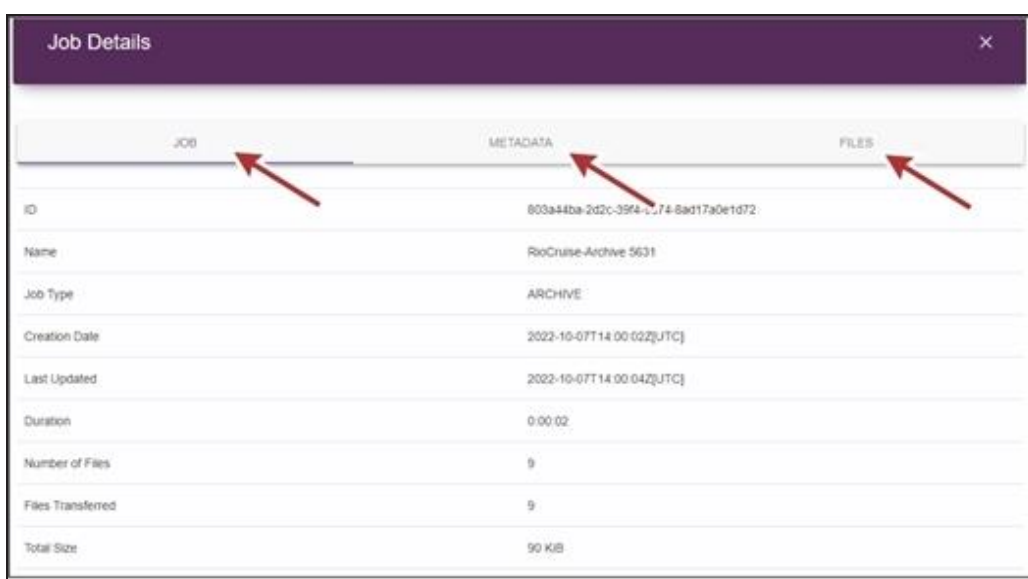 Job Details ×
JOB METADATA FILES
ID
Name RioCruise-Archive 5631
Job Type ARCHIVE
Creation Date 2022-10-07T14:00:02Z[UTC]
Last Updated 2022-10-07T14:00:04Z[UTC]
Duration 0:00:02
Number of Files 9
Files Transferred 9
Total Size 90 KiB